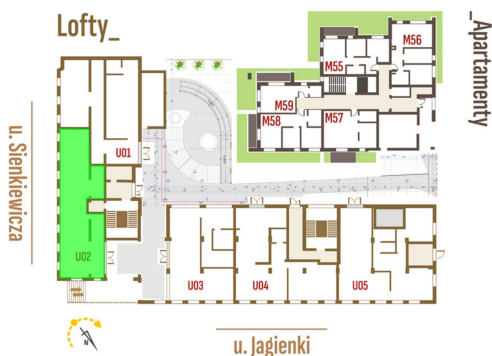 Lofty_
_Apartamenty
u. Sienkiewicza
M56
M55
M59
M58
M57
U01
U02
U03
U04
U05
N
u. Jagienki